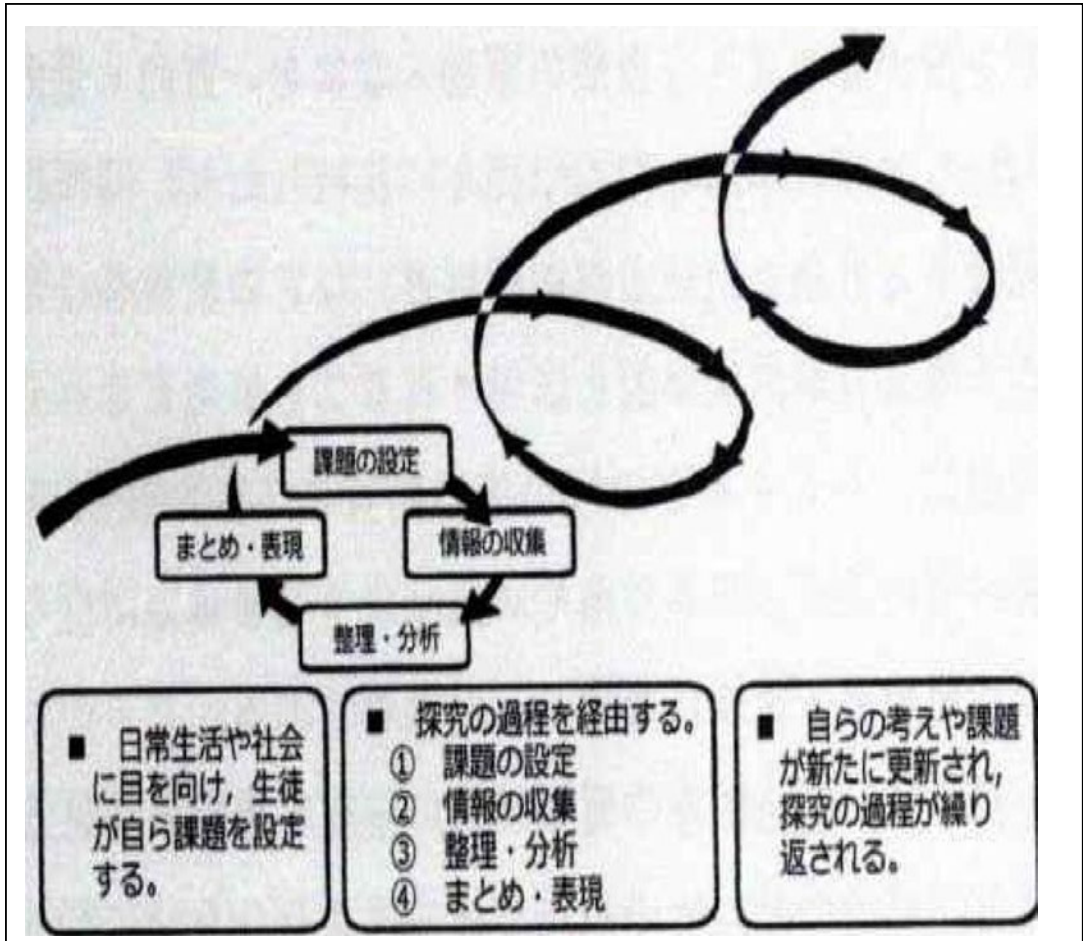 課題の設定
まとめ・表現
情報の収集
整理・分析
■ 日常生活や社会
に目を向け,生徒
が自ら課題を設定
する。
■ 探究の過程を経由する。
① 課題の設定
② 情報の収集
③ 整理・分析
④ まとめ・表現
■ 自らの考えや課題
が新たに更新され,
探究の過程が繰り
返される。